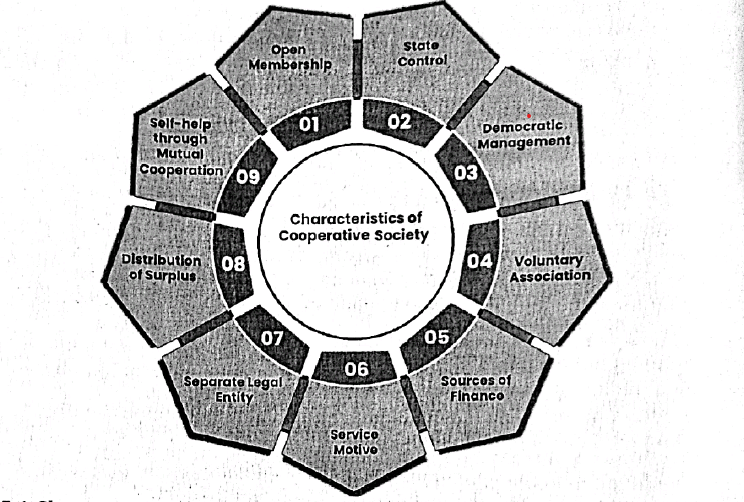 Characteristics of
Cooperative Society
01
Open
Membership
02
State
Control
03
Democratic
Management
04
Voluntary
Association
05
Sources of
Finance
06
Service
Motive
07
Separate Legal
Entity
08
Distribution
of Surplus
09
Self-help
through
Mutual
Cooperation